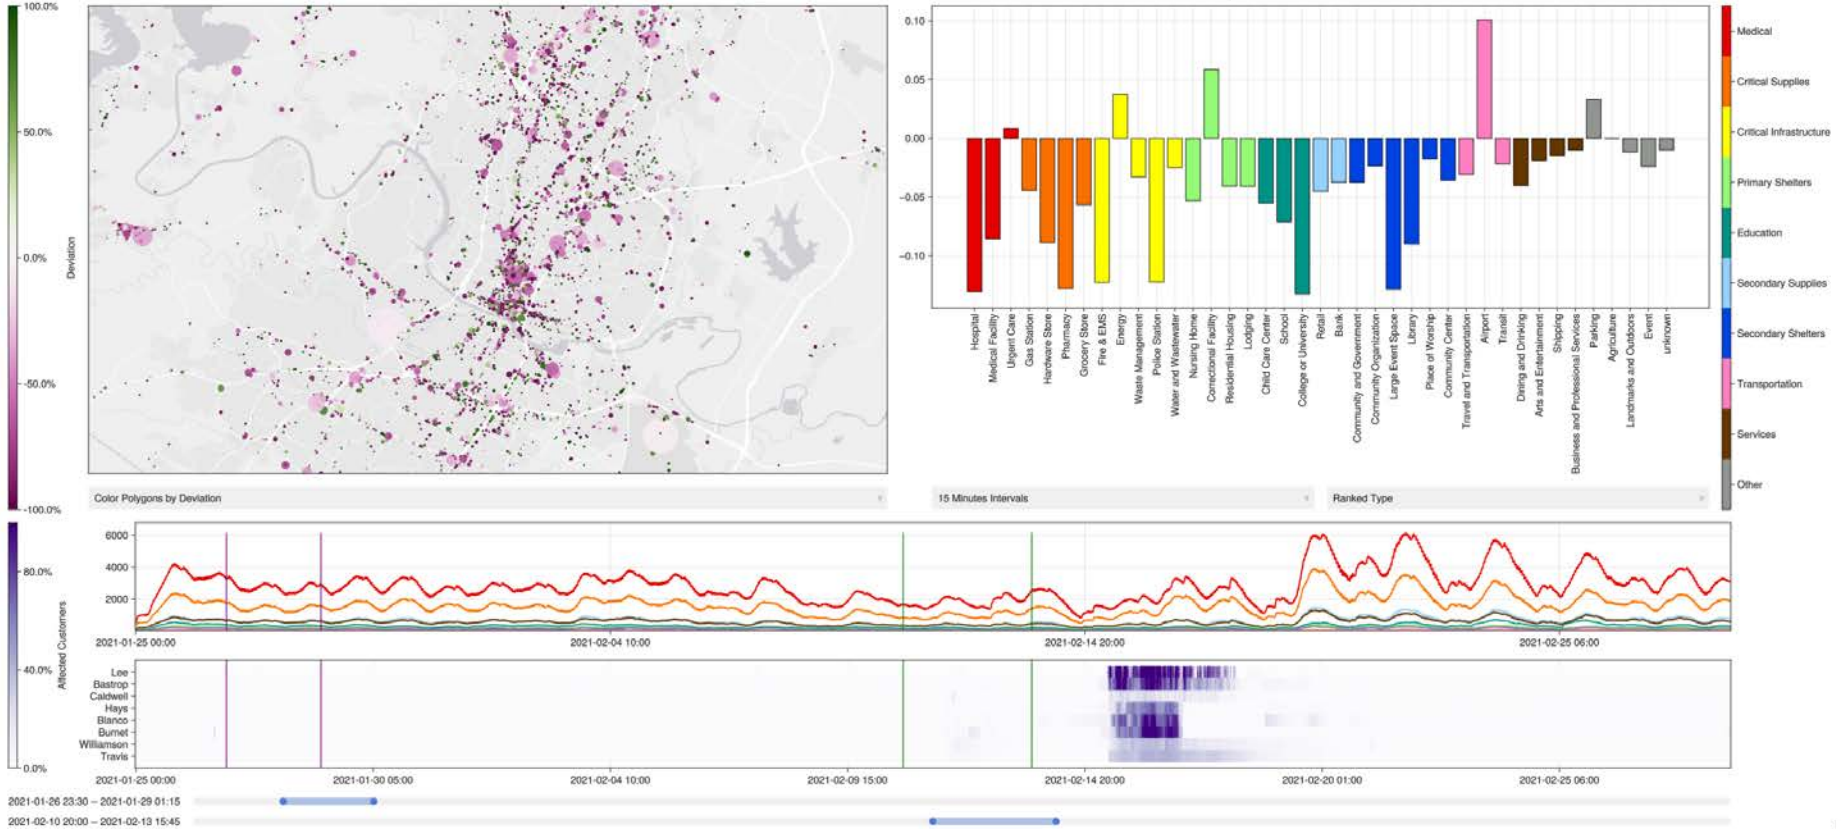 100.0%
50.0%
0.0%
-50.0%
-100.0%
Deviation
0.10
0.05
0.00
−0.05
−0.10
Hospital
Medical Facility
Urgent Care
Gas Station
Hardware Store
Pharmacy
Grocery Store
Fire & EMS
Energy
Waste Management
Police Station
Water and Wastewater
Nursing Home
Correctional Facility
Residential Housing
Lodging
Child Care Center
School
College or University
Retail
Bank
Community and Government
Community Organization
Large Event Space
Library
Place of Worship
Community Center
Travel and Transportation
Airport
Transit
Dining and Drinking
Arts and Entertainment
Shipping
Business and Professional Services
Parking
Agriculture
Landmarks and Outdoors
Event
unknown
Medical
Critical Supplies
Critical Infrastructure
Primary Shelters
Education
Secondary Supplies
Secondary Shelters
Transportation
Services
Other
Color Polygons by Deviation
15 Minutes Intervals
Ranked Type
6000
4000
2000
2021-01-25 00:00
2021-02-04 10:00
2021-02-14 20:00
2021-02-25 06:00
80.0%
40.0%
0.0%
Affected Customers
Lee
Bastrop
Caldwell
Hays
Blanco
Burnet
Williamson
Travis
2021-01-25 00:00
2021-01-30 05:00
2021-02-04 10:00
2021-02-09 15:00
2021-02-14 20:00
2021-02-20 01:00
2021-02-25 06:00
2021-01-26 23:30 – 2021-01-29 01:15
2021-02-10 20:00 – 2021-02-13 15:45